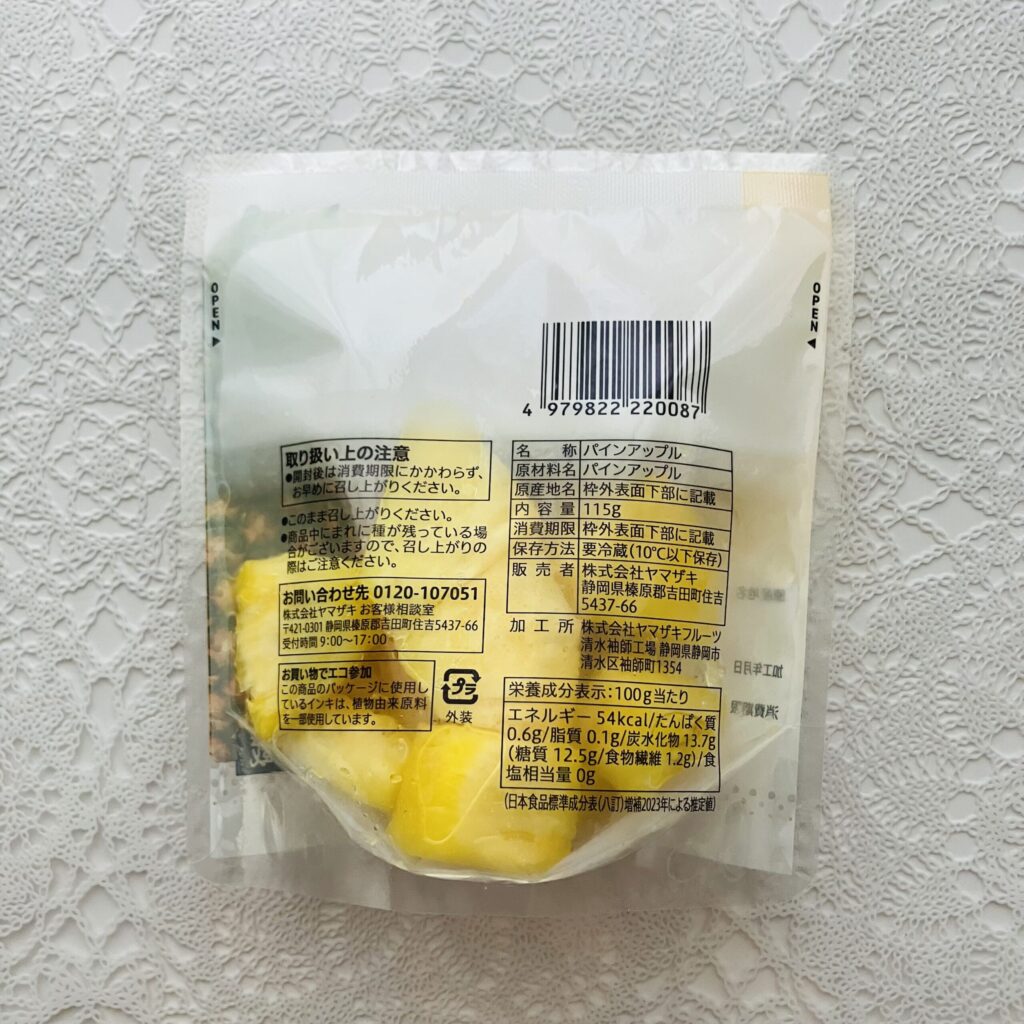 OPEN
OPEN
4 979822 220087
取り扱い上の注意
●開封後は消費期限にかかわらず、
お早めに召し上がりください。
●このまま召し上がりください。
●商品中にまれに種が残っている場
合がございますので、召し上がりの
際はご注意ください。
お問い合わせ先 0120-107051
株式会社ヤマザキ お客様相談室
〒421-0301 静岡県榛原郡吉田町住吉5437-66
受付時間 9:00〜17:00
お買い物でエコ参加
この商品のパッケージに使用し
ているインキは、植物由来原料
を一部使用しています。
プラ
外装
名称 パインアップル
原材料名 パインアップル
原産地名 枠外表面下部に記載
内容量 115g
消費期限 枠外表面下部に記載
保存方法 要冷蔵(10℃以下保存)
販売者 株式会社ヤマザキ
静岡県榛原郡吉田町住吉
5437-66
加工所 株式会社ヤマザキフルーツ
清水袖師工場 静岡県静岡市
清水区袖師町1354
栄養成分表示:100g当たり
エネルギー 54kcal/たんぱく質
0.6g/脂質 0.1g/炭水化物 13.7g
(糖質 12.5g/食物繊維 1.2g)/食
塩相当量 0g
(日本食品標準成分表(八訂)増補2023年による推定値)
加工年月日
消費期限